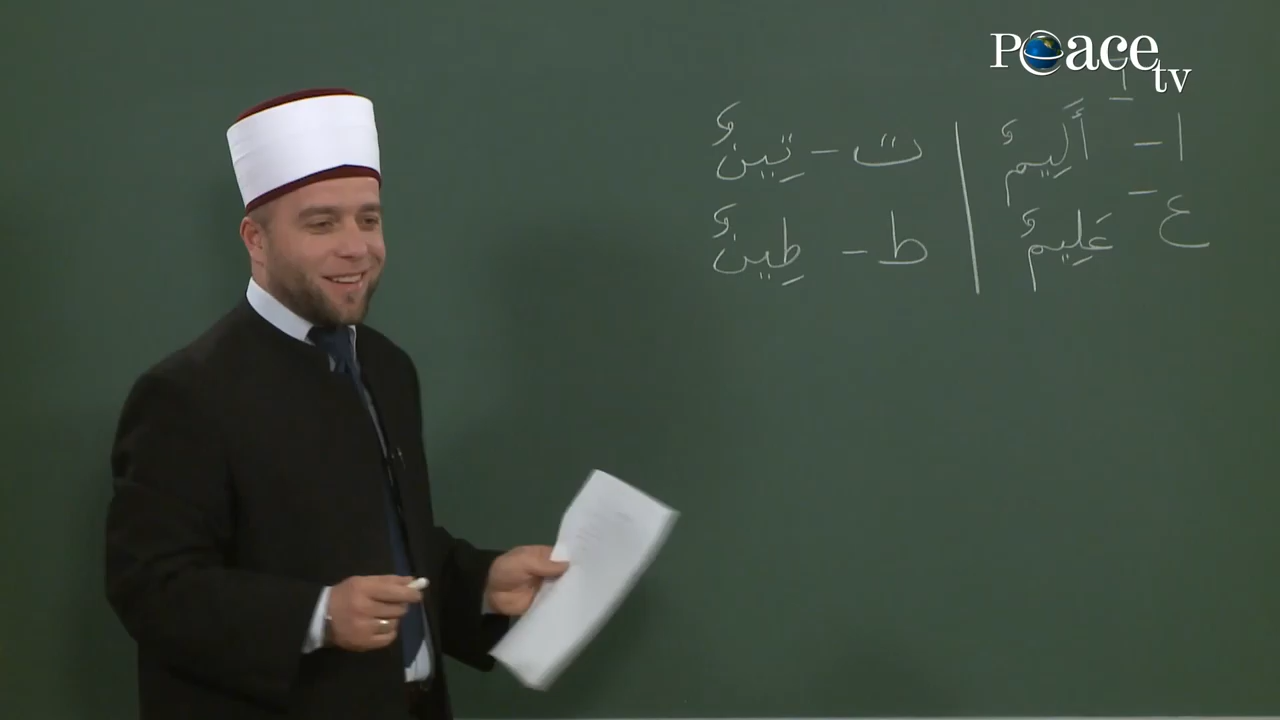 Peace tv
ا - أَلِيمٌ
ع - عَلِيمٌ
ت - تِينٌ
ط - طِينٌ